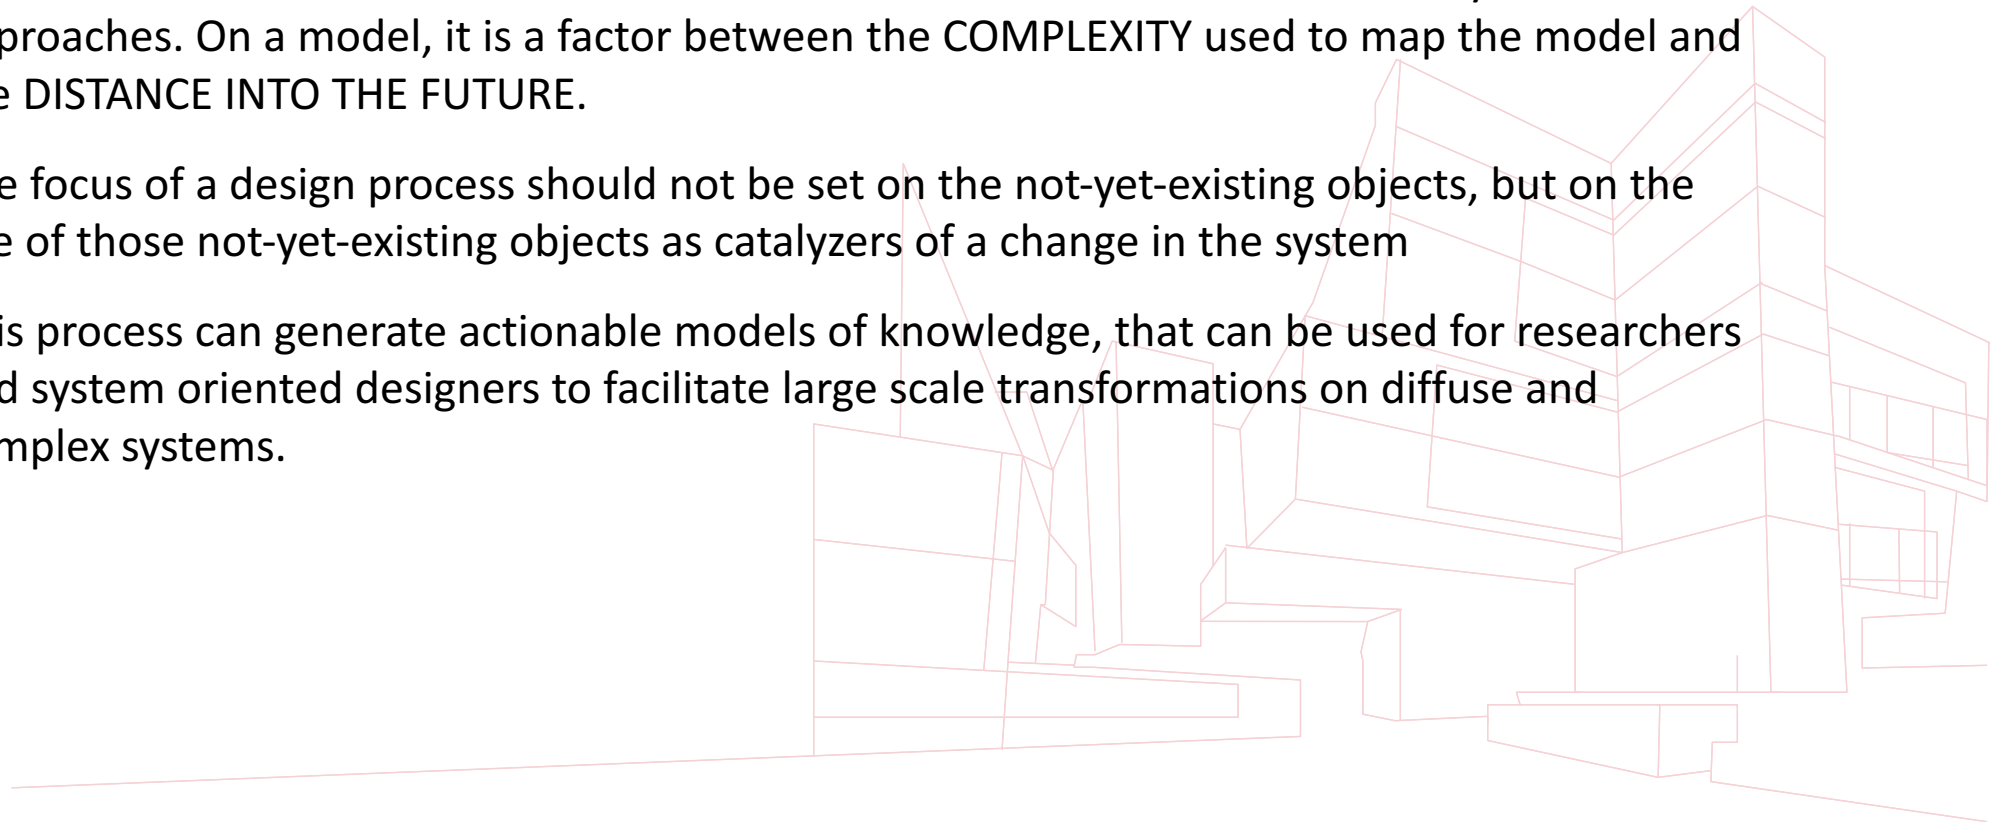 proaches. On a model, it is a factor between the COMPLEXITY used to map the model and
e DISTANCE INTO THE FUTURE.
e focus of a design process should not be set on the not-yet-existing objects, but on the
e of those not-yet-existing objects as catalyzers of a change in the system
is process can generate actionable models of knowledge, that can be used for researchers
d system oriented designers to facilitate large scale transformations on diffuse and
mplex systems.